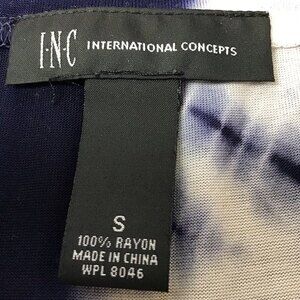 I·N·C INTERNATIONAL CONCEPTS
S
100% RAYON
MADE IN CHINA
WPL 8046